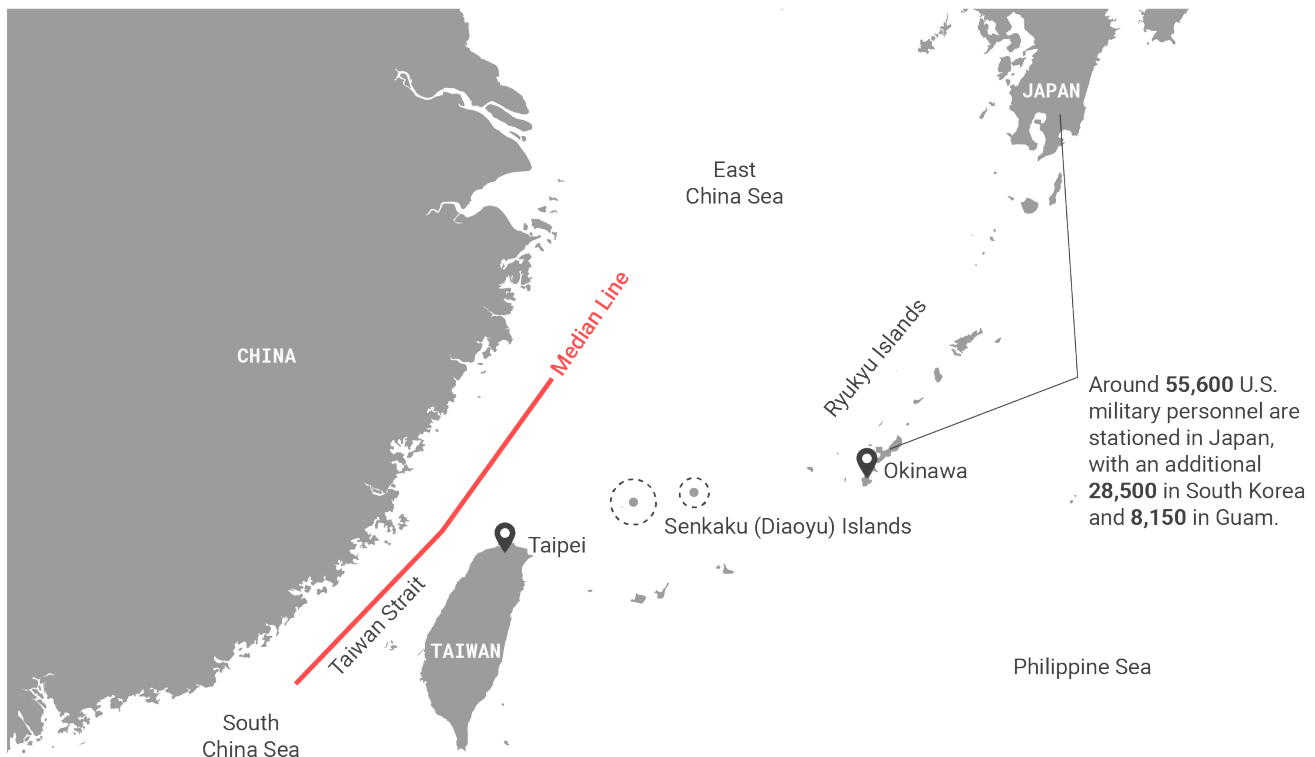 JAPAN
East
China Sea
Median Line
Ryukyu Islands
CHINA
Around 55,600 U.S.
military personnel are
stationed in Japan,
with an additional
28,500 in South Korea
and 8,150 in Guam.
Okinawa
Senkaku (Diaoyu) Islands
Taipei
Taiwan Strait
TAIWAN
Philippine Sea
South
China Sea